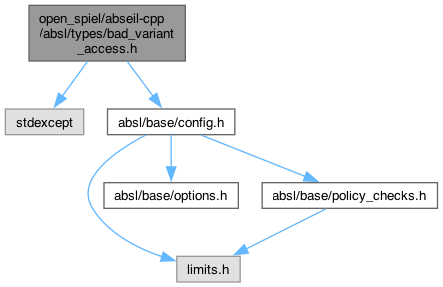 open_spiel/abseil-cpp
/absl/types/bad_variant
_access.h
stdexcept
absl/base/config.h
absl/base/options.h
absl/base/policy_checks.h
limits.h